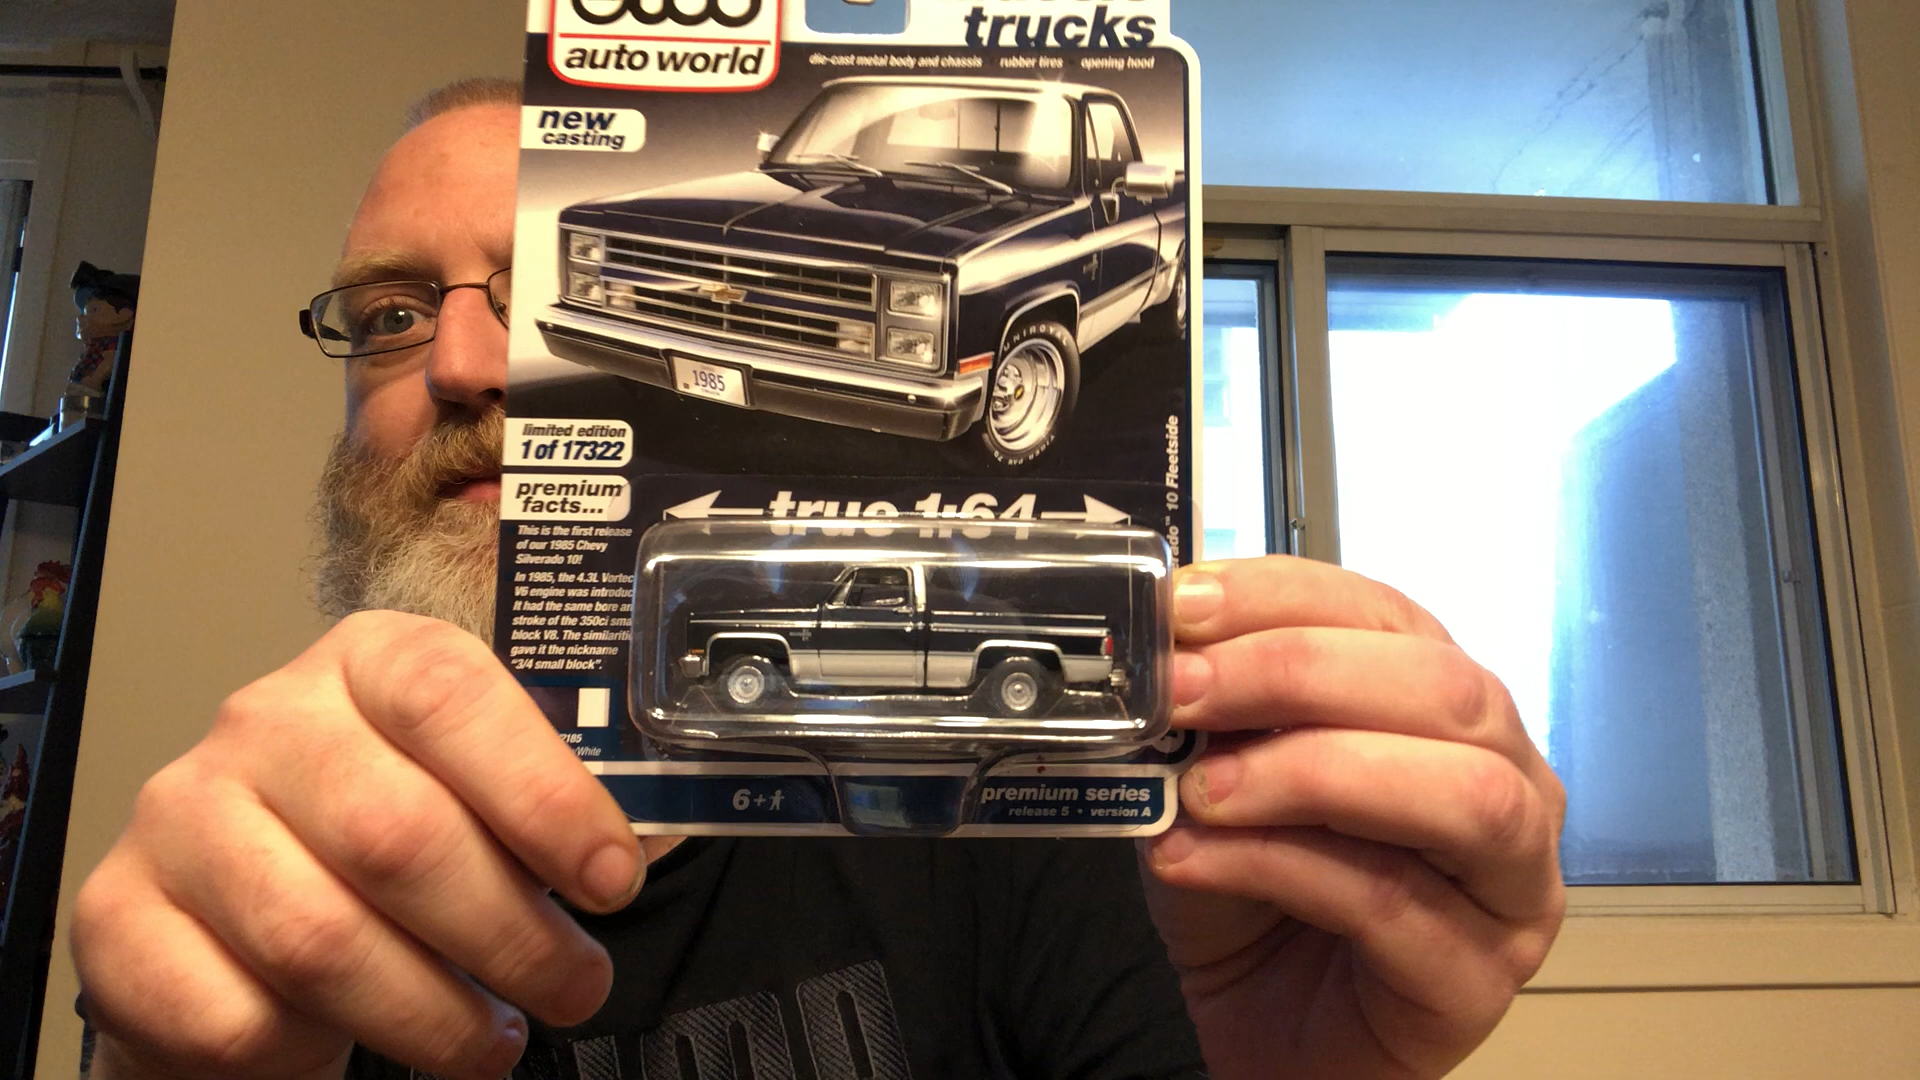 trucks
auto world
die-cast metal body and chassis rubber tires opening hood
new
casting
UNIROYAL
1985
limited edition
1 of 17322
premium
facts...
true 1:64
This is the first release
of our 1985 Chevy
Silverado 10!
In 1985, the 4.3L Vortec
V6 engine was introduc
It had the same bore an
stroke of the 350ci sma
block V8. The similariti
gave it the nickname
"3/4 small block".
rado™ 10 Fleetside
2185
/White
6+
premium series
release 5 • version A